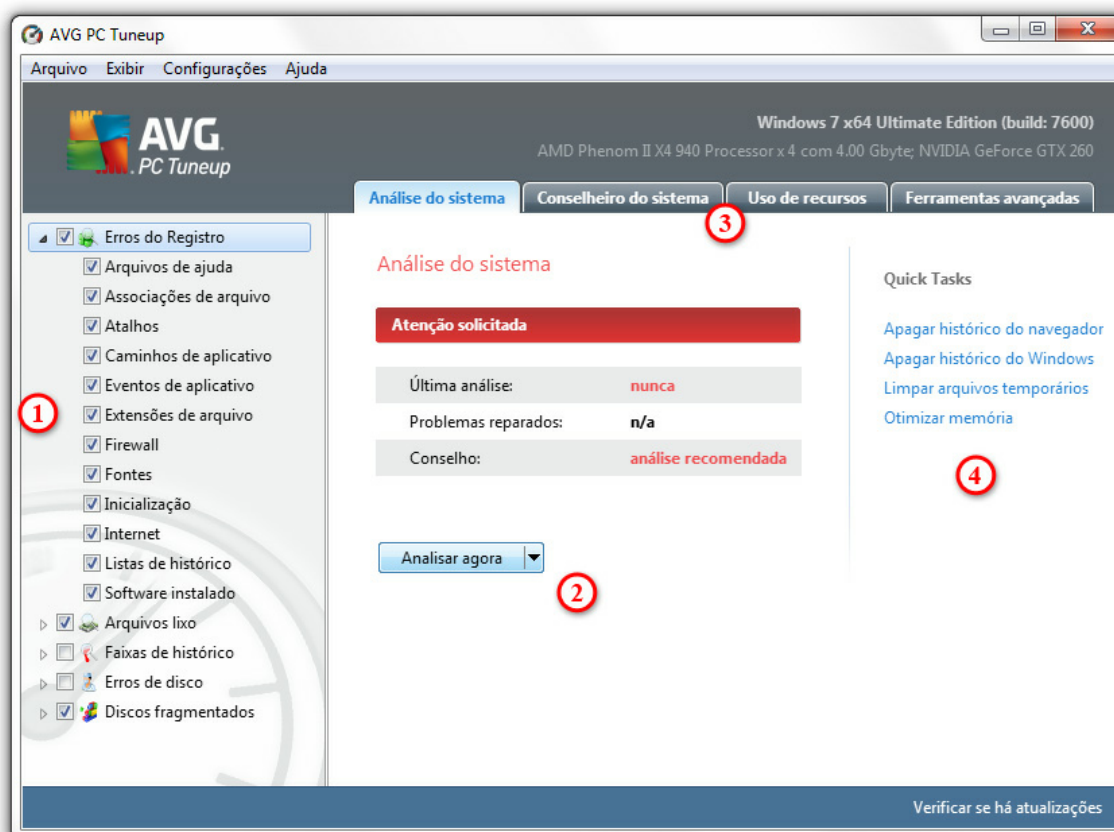 AVG PC Tuneup
Arquivo Exibir Configurações Ajuda
AVG.
PC Tuneup
Windows 7 x64 Ultimate Edition (build: 7600)
AMD Phenom II X4 940 Processor x 4 com 4.00 Gbyte; NVIDIA GeForce GTX 260
Análise do sistema Conselheiro do sistema Uso de recursos Ferramentas avançadas
3
Erros do Registro
Arquivos de ajuda
Associações de arquivo
Atalhos
Caminhos de aplicativo
Eventos de aplicativo
Extensões de arquivo
1
Firewall
Fontes
Inicialização
Internet
Listas de histórico
Software instalado
Arquivos lixo
Faixas de histórico
Erros de disco
Discos fragmentados
Análise do sistema
Atenção solicitada
Última análise: nunca
Problemas reparados: n/a
Conselho: análise recomendada
Analisar agora
2
Quick Tasks
Apagar histórico do navegador
Apagar histórico do Windows
Limpar arquivos temporários
Otimizar memória
4
Verificar se há atualizações